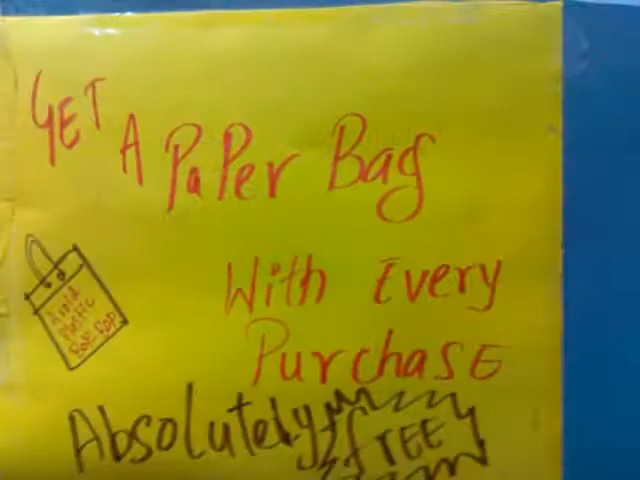 GET A PaPer Bag
With Every
PurchasE
Absolutely fREE
Avoid
Plastic